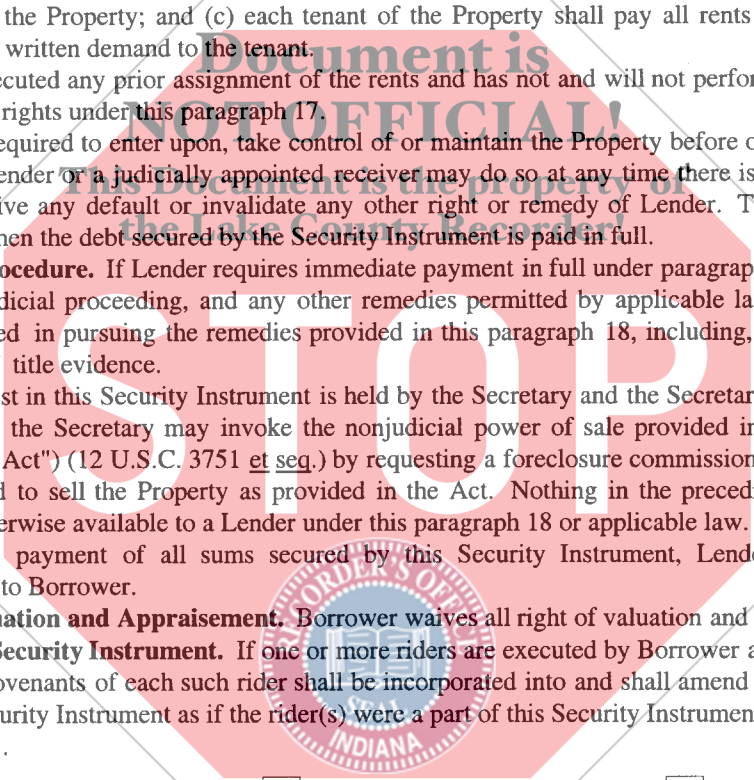 the Property; and (c) each tenant of the Property shall pay all rents
written demand to the tenant.
Document is
ecuted any prior assignment of the rents and has not and will not perfor
rights under this paragraph 17.
NOT OFFICIAL!
equired to enter upon, take control of or maintain the Property before o
ender or a judicially appointed receiver may do so at any time there is
This Document is the property of
ive any default or invalidate any other right or remedy of Lender. T
the Lake County Recorder!
hen the debt secured by the Security Instrument is paid in full.
ocedure. If Lender requires immediate payment in full under paragrap
dicial proceeding, and any other remedies permitted by applicable la
ed in pursuing the remedies provided in this paragraph 18, including,
title evidence.
STOP
st in this Security Instrument is held by the Secretary and the Secretar
the Secretary may invoke the nonjudicial power of sale provided in
Act") (12 U.S.C. 3751 et seq.) by requesting a foreclosure commission
d to sell the Property as provided in the Act. Nothing in the precedi
erwise available to a Lender under this paragraph 18 or applicable law.
payment of all sums secured by this Security Instrument, Lende
to Borrower.
ation and Appraisement. Borrower waives all right of valuation and
Security Instrument. If one or more riders are executed by Borrower a
ovenants of each such rider shall be incorporated into and shall amend
urity Instrument as if the rider(s) were a part of this Security Instrument
.
RECORDER'S OFFICE
SEAL
INDIANA